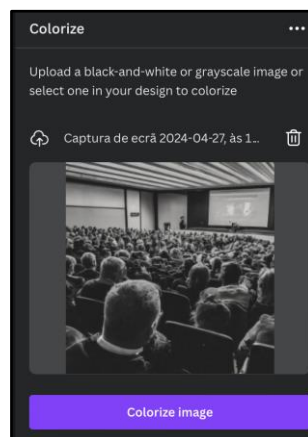 Colorize
Upload a black-and-white or grayscale image or
select one in your design to colorize
Captura de ecrã 2024-04-27, às 1...
Colorize image